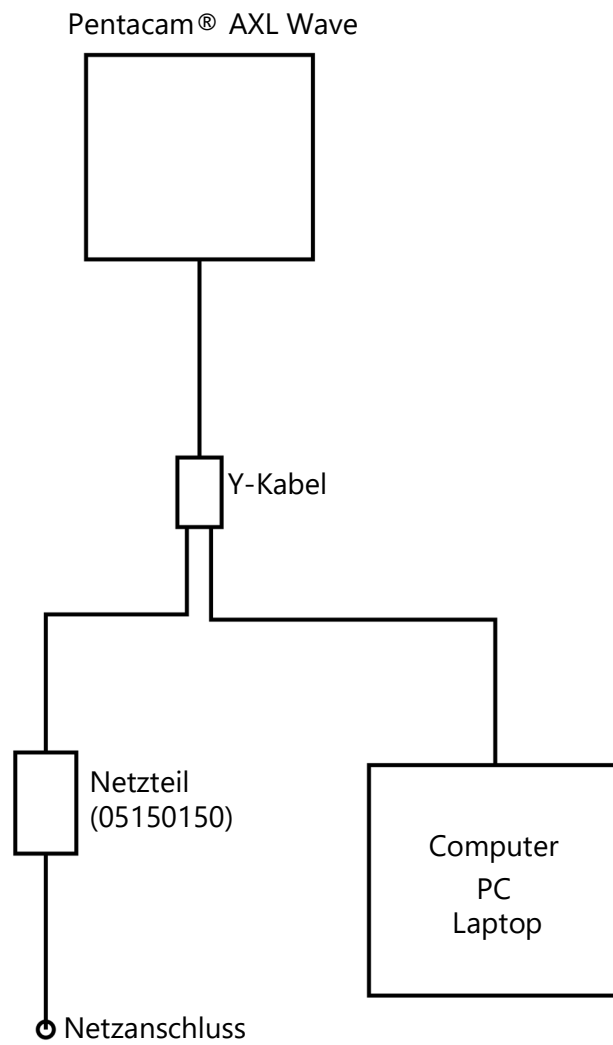 Pentacam® AXL Wave
Y-Kabel
Netzteil
(05150150)
Computer
PC
Laptop
Netzanschluss